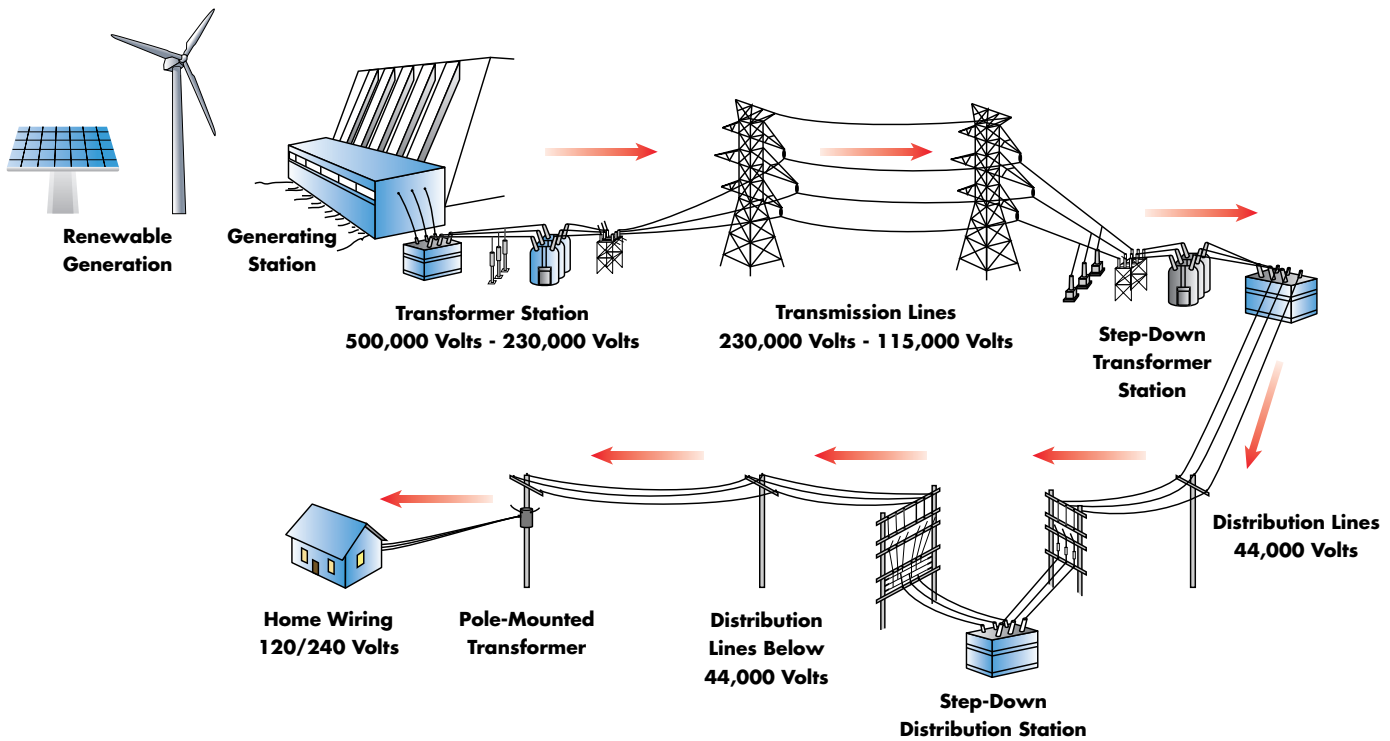 Renewable
Generation
Generating
Station
Transformer Station
500,000 Volts - 230,000 Volts
Transmission Lines
230,000 Volts - 115,000 Volts
Step-Down
Transformer
Station
Distribution Lines
44,000 Volts
Step-Down
Distribution Station
Distribution
Lines Below
44,000 Volts
Pole-Mounted
Transformer
Home Wiring
120/240 Volts